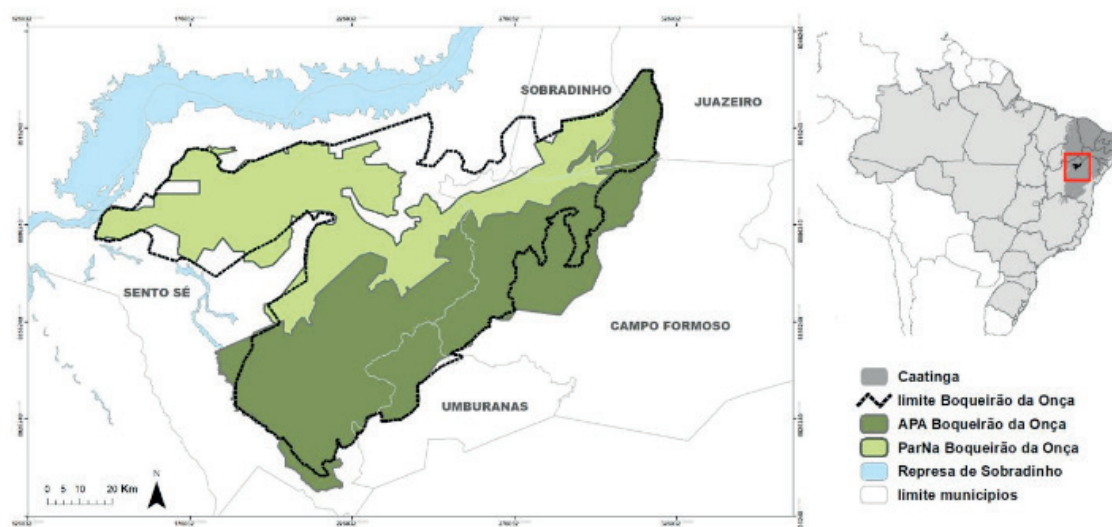 SOBRADINHO
JUAZEIRO
SENTO SÉ
CAMPO FORMOSO
UMBURANAS
0 5 10 20 Km
N
Caatinga
limite Boqueirão da Onça
APA Boqueirão da Onça
ParNa Boqueirão da Onça
Represa de Sobradinho
limite municípios